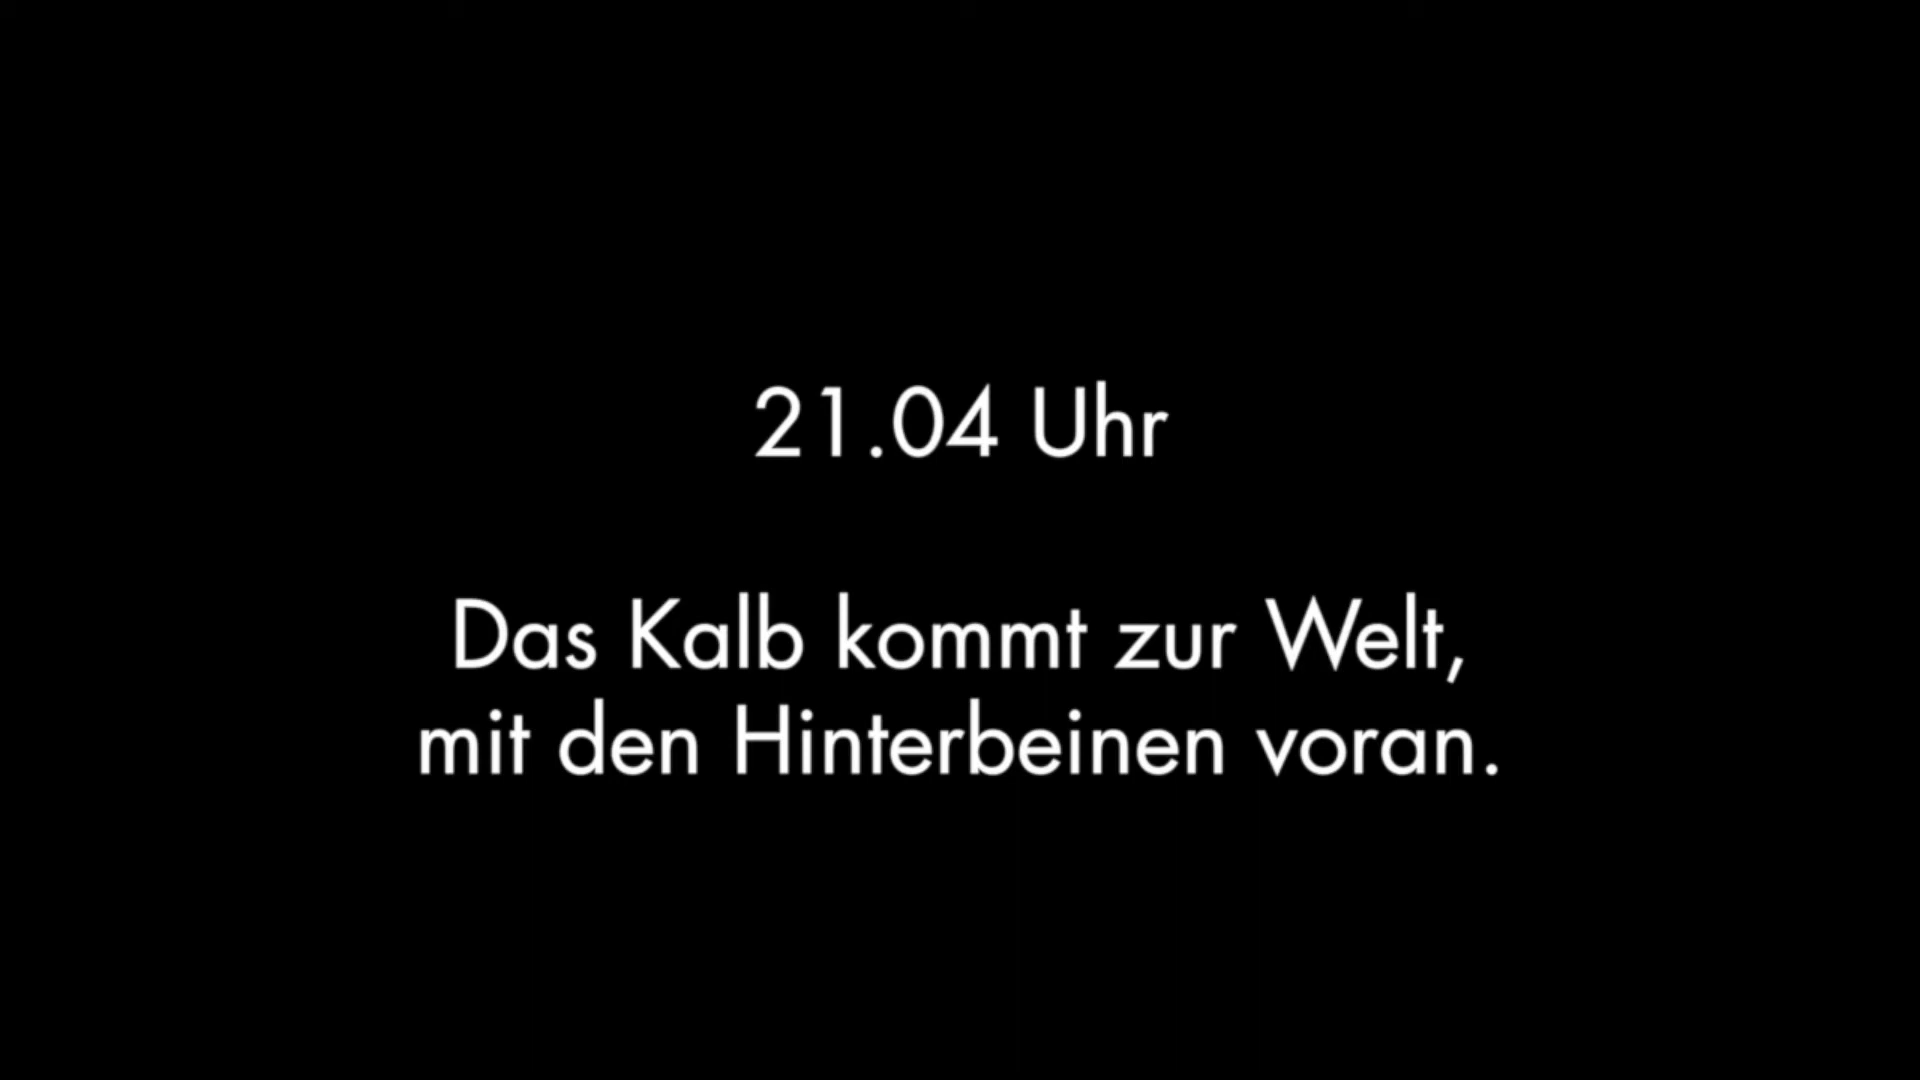 21.04 Uhr
Das Kalb kommt zur Welt,
mit den Hinterbeinen voran.